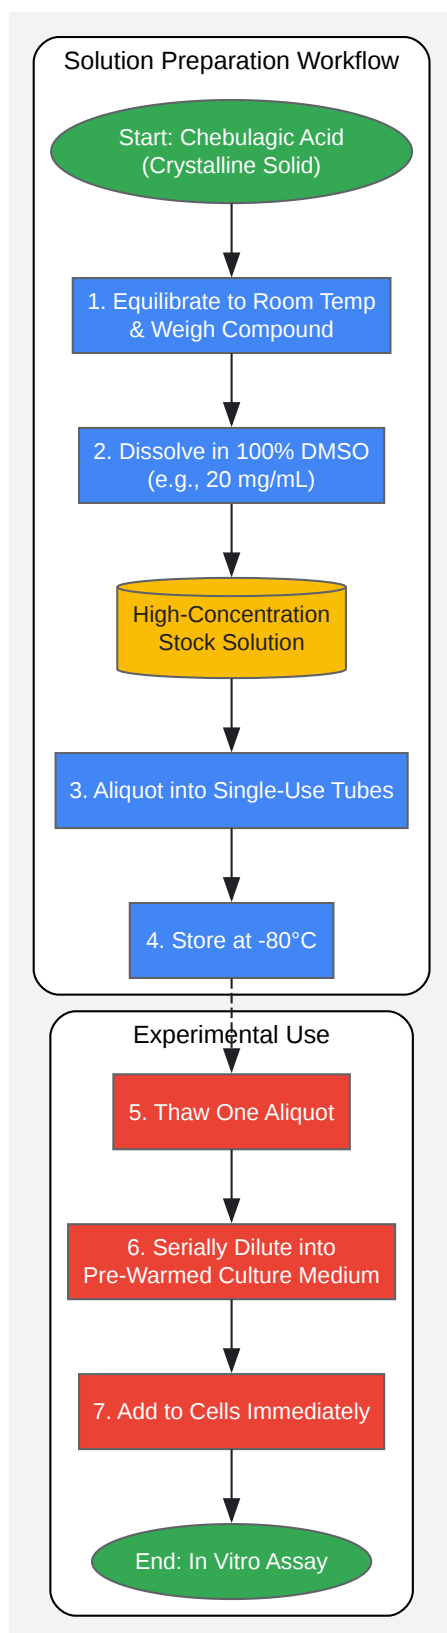 Solution Preparation Workflow
Start: Chebulagic Acid
(Crystalline Solid)
1. Equilibrate to Room Temp
& Weigh Compound
2. Dissolve in 100% DMSO
(e.g., 20 mg/mL)
High-Concentration
Stock Solution
3. Aliquot into Single-Use Tubes
4. Store at -80°C
Experimental Use
5. Thaw One Aliquot
6. Serially Dilute into
Pre-Warmed Culture Medium
7. Add to Cells Immediately
End: In Vitro Assay